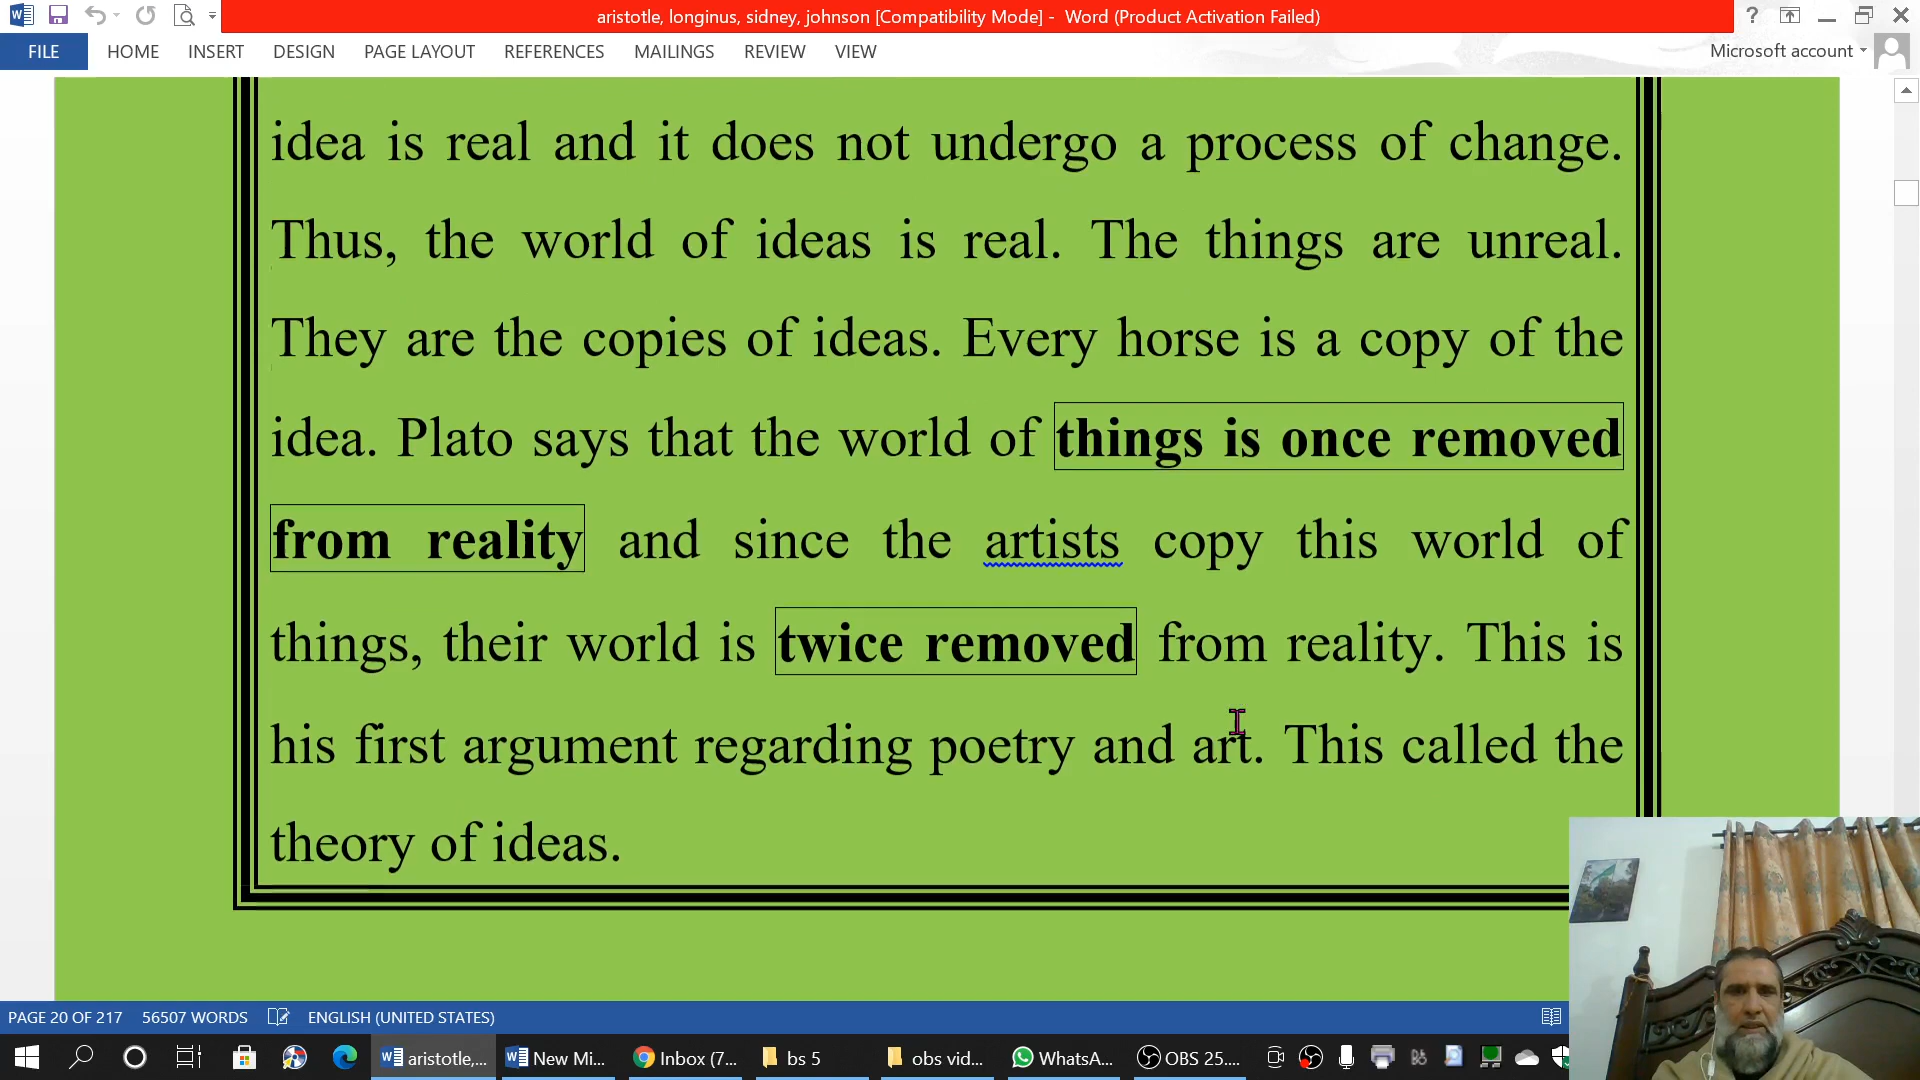 aristotle, longinus, sidney, johnson [Compatibility Mode] - Word (Product Activation Failed)
FILE HOME INSERT DESIGN PAGE LAYOUT REFERENCES MAILINGS REVIEW VIEW Microsoft account
idea is real and it does not undergo a process of change.
Thus, the world of ideas is real. The things are unreal.
They are the copies of ideas. Every horse is a copy of the
idea. Plato says that the world of things is once removed
from reality and since the artists copy this world of
things, their world is twice removed from reality. This is
his first argument regarding poetry and art. This called the
theory of ideas.
PAGE 20 OF 217 56507 WORDS ENGLISH (UNITED STATES)
aristotle,... New Mi... Inbox (7... bs 5 obs vid... WhatsA... OBS 25....